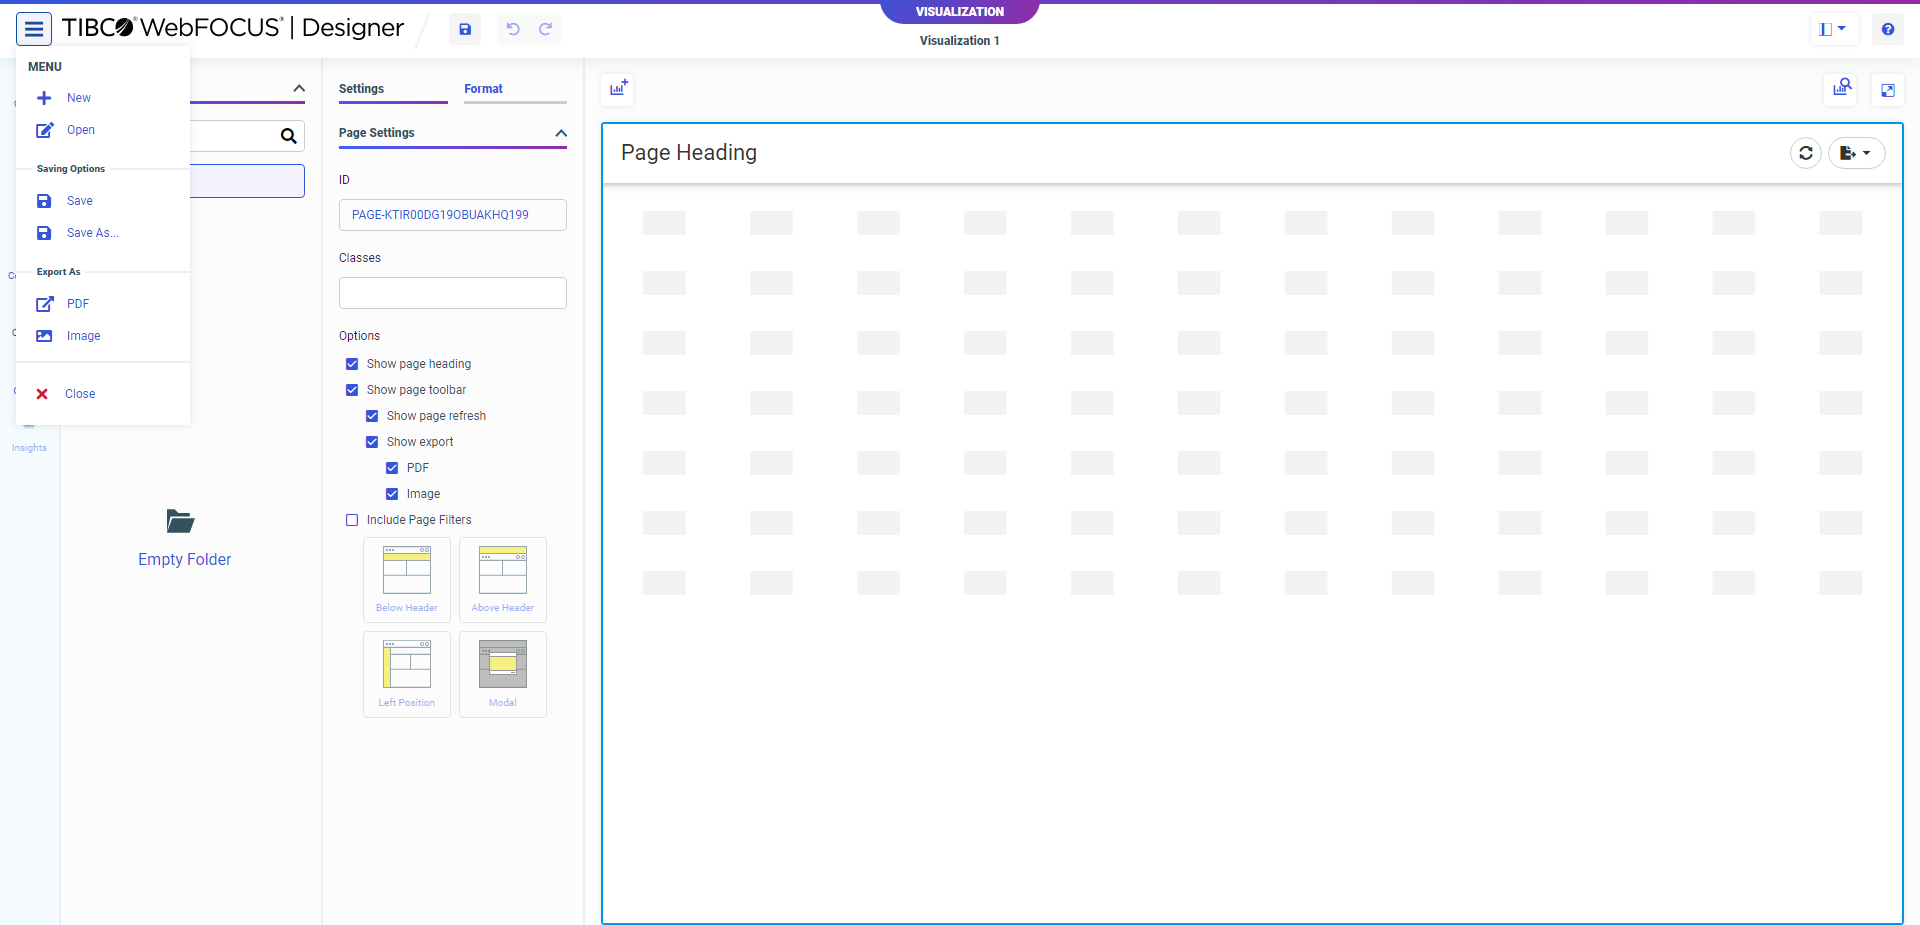 TIBCO® WebFOCUS® | Designer
VISUALIZATION
Visualization 1
MENU
New
Open
Saving Options
Save
Save As...
Export As
PDF
Image
Close
Insights
Empty Folder
Settings
Format
Page Settings
ID
PAGE-KTIR00DG19OBUAKHQ199
Classes
Options
Show page heading
Show page toolbar
Show page refresh
Show export
PDF
Image
Include Page Filters
Below Header
Above Header
Left Position
Modal
Page Heading